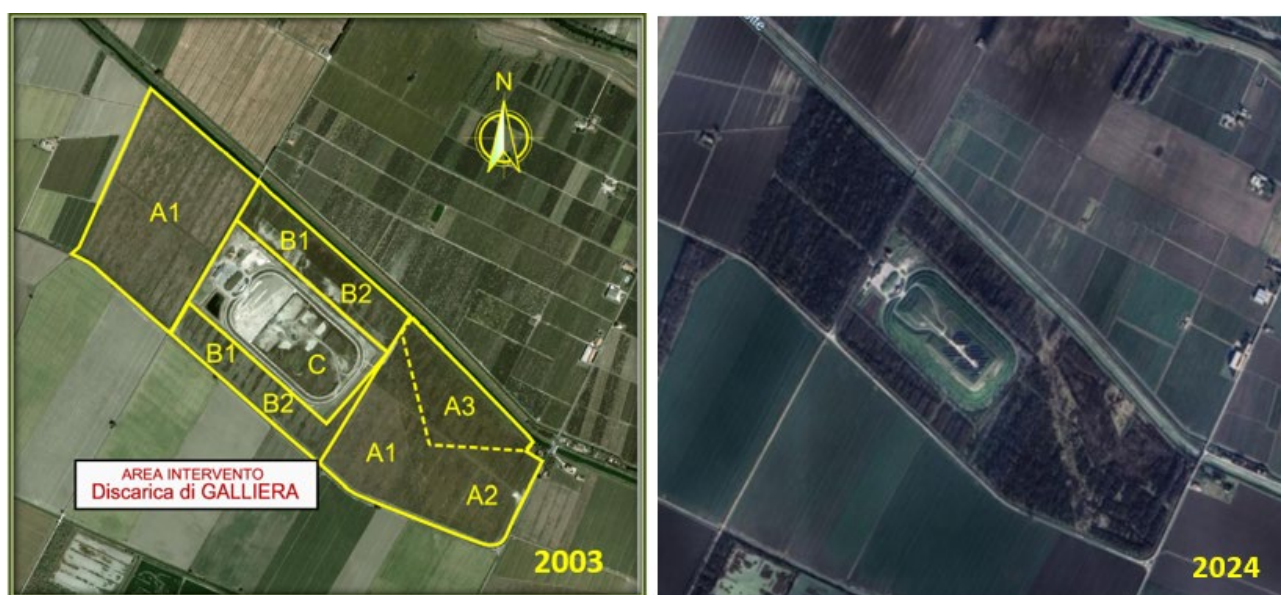 N
A1
B1
B2
C
B1
B2
A3
A1
A2
AREA INTERVENTO
Discarica di GALLIERA
2003
2024